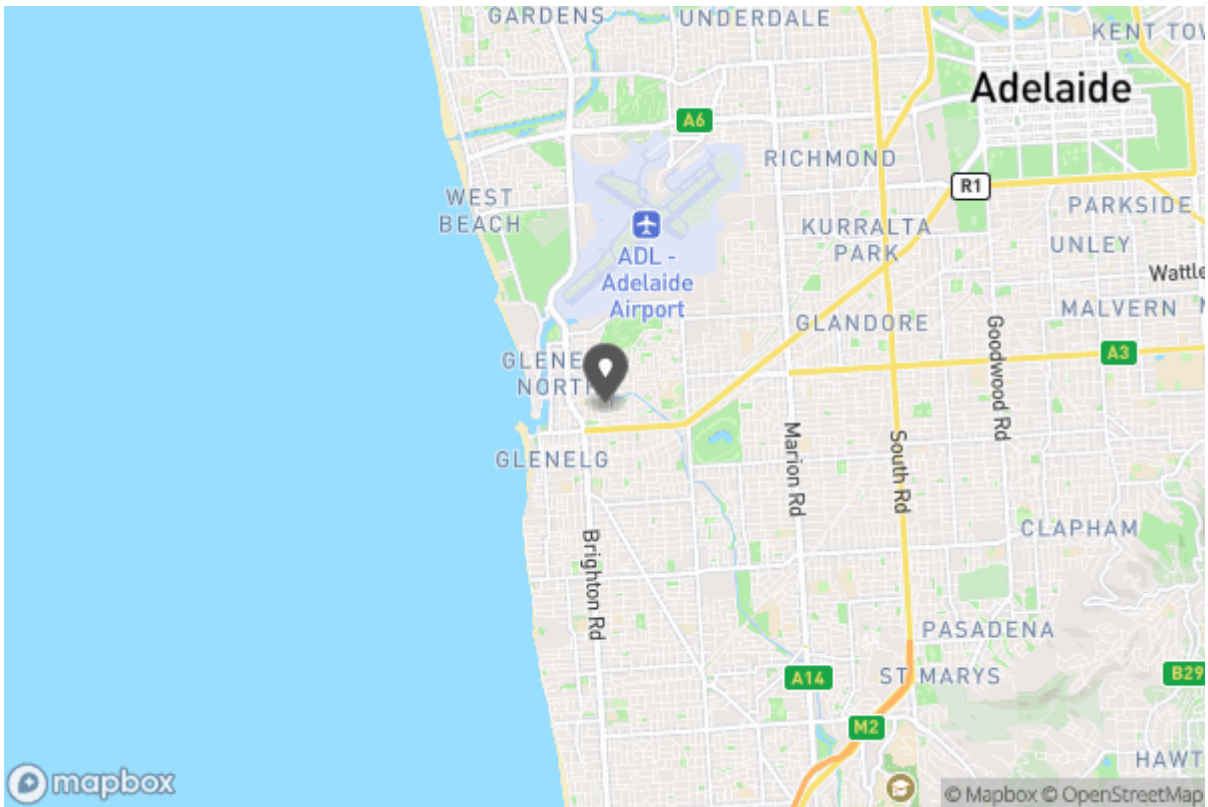 GARDENS
UNDERDALE
KENT TOW
Adelaide
A6
RICHMOND
R1
WEST
BEACH
PARKSIDE
KURRALTA
PARK
UNLEY
ADL -
Adelaide
Airport
Wattle
MALVERN
GLANDORE
Goodwood Rd
A3
GLENE
NORTH
Marion Rd
South Rd
GLENELG
CLAPHAM
Brighton Rd
PASADENA
A14
ST MARYS
B29
M2
HAWT
mapbox
© Mapbox © OpenStreetMap